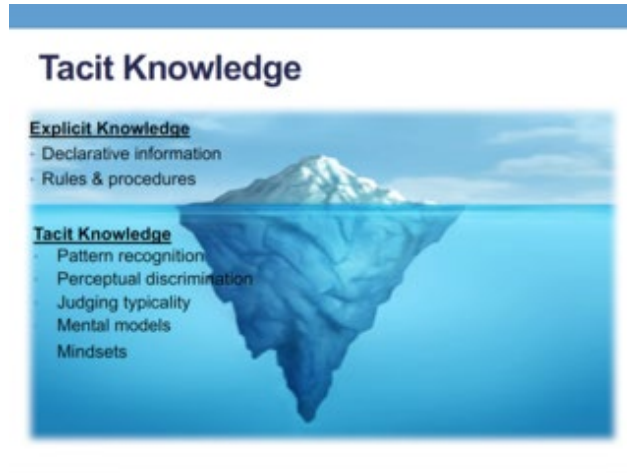 Tacit Knowledge
Explicit Knowledge
- Declarative information
- Rules & procedures
Tacit Knowledge
Pattern recognition
Perceptual discrimination
Judging typicality
Mental models
Mindsets